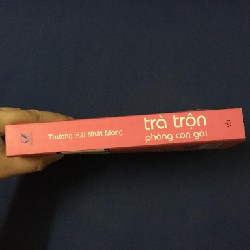 Thương Hải Nhất Mộng
trà trộn
phòng con gái